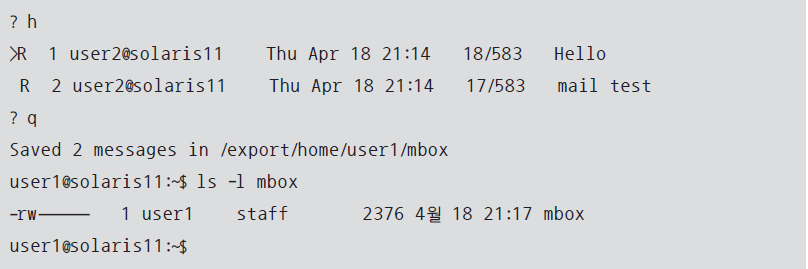 ? h
>R  1 user2@solaris11    Thu Apr 18 21:14   18/583   Hello
 R  2 user2@solaris11    Thu Apr 18 21:14   17/583   mail test
? q
Saved 2 messages in /export/home/user1/mbox
user1@solaris11:~$ ls -l mbox
-rw-------   1 user1    staff       2376 4월 18 21:17 mbox
user1@solaris11:~$